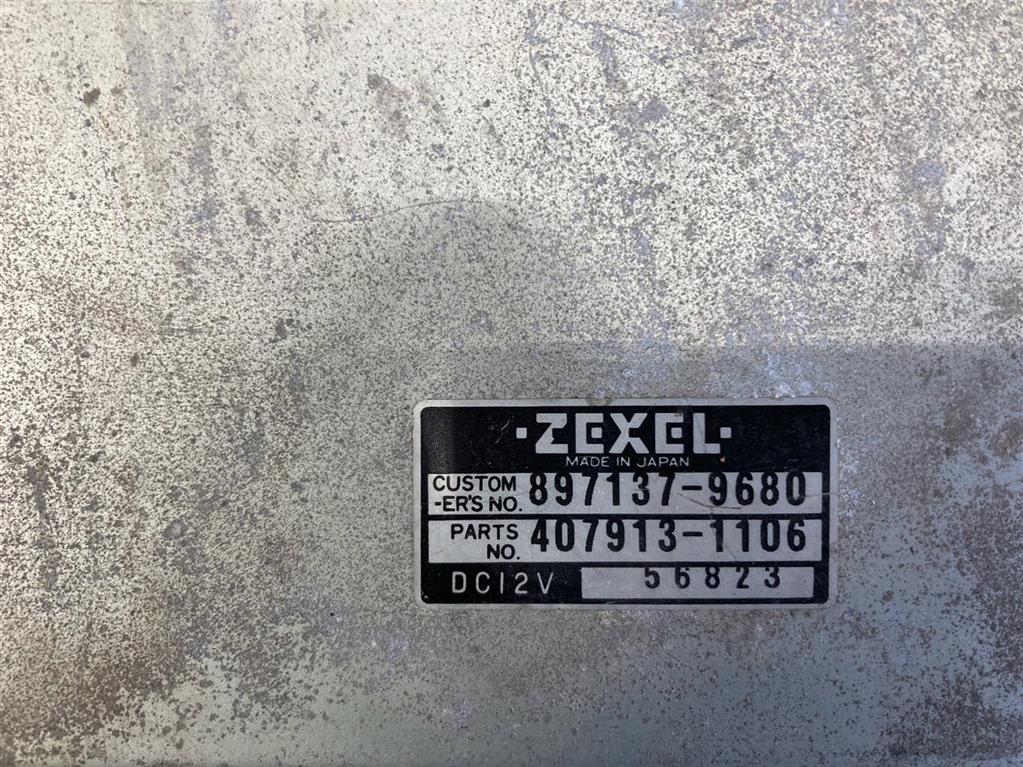 ·ZEXEL·
MADE IN JAPAN
CUSTOM
-ER'S NO. 897137-9680
PARTS
NO. 407913-1106
DC12V 56823